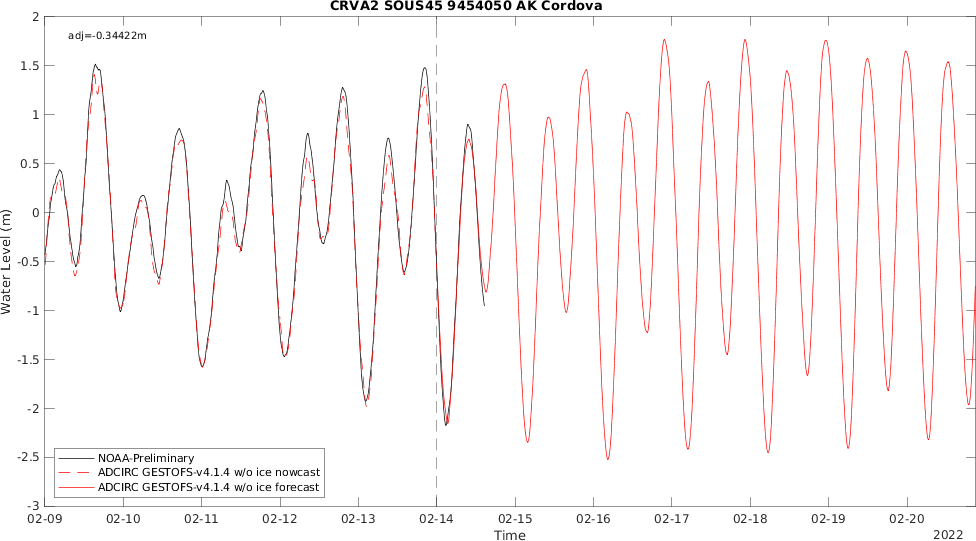 CRVA2 SOUS45 9454050 AK Cordova
adj=-0.34422m
2
1.5
1
0.5
0
-0.5
-1
-1.5
-2
-2.5
-3
Water Level (m)
NOAA-Preliminary
ADCIRC GESTOFS-v4.1.4 w/o ice nowcast
ADCIRC GESTOFS-v4.1.4 w/o ice forecast
02-09 02-10 02-11 02-12 02-13 02-14 02-15 02-16 02-17 02-18 02-19 02-20
Time
2022